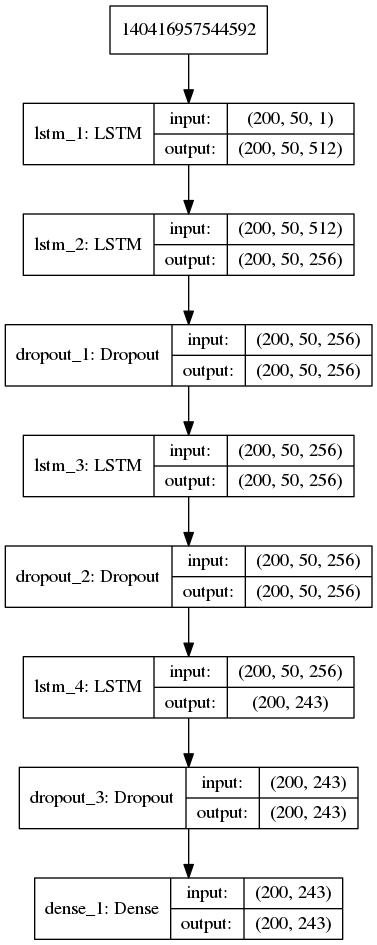 140416957544592
lstm_1: LSTM
input: (200, 50, 1)
output: (200, 50, 512)
lstm_2: LSTM
input: (200, 50, 512)
output: (200, 50, 256)
dropout_1: Dropout
input: (200, 50, 256)
output: (200, 50, 256)
lstm_3: LSTM
input: (200, 50, 256)
output: (200, 50, 256)
dropout_2: Dropout
input: (200, 50, 256)
output: (200, 50, 256)
lstm_4: LSTM
input: (200, 50, 256)
output: (200, 243)
dropout_3: Dropout
input: (200, 243)
output: (200, 243)
dense_1: Dense
input: (200, 243)
output: (200, 243)